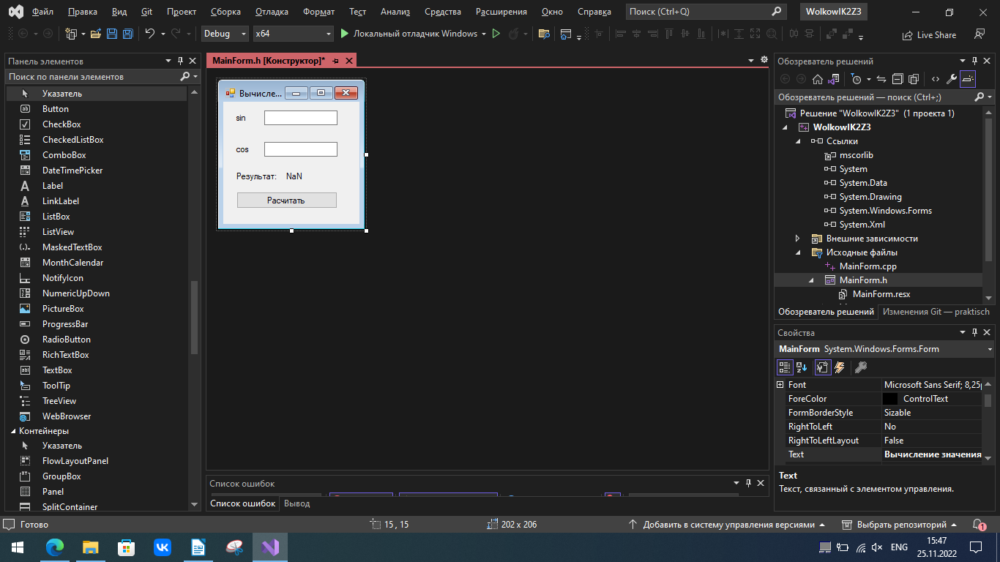 Файл Правка Вид Git Проект Сборка Отладка Формат Тест Анализ Средства Расширения Окно Справка Поиск (Ctrl+Q) WolkowIK2Z3
Debug x64 Локальный отладчик Windows Live Share
Панель элементов
Поиск по панели элементов
Указатель
Button
CheckBox
CheckedListBox
ComboBox
DateTimePicker
Label
LinkLabel
ListBox
ListView
MaskedTextBox
MonthCalendar
NotifyIcon
NumericUpDown
PictureBox
ProgressBar
RadioButton
RichTextBox
TextBox
ToolTip
TreeView
WebBrowser
Контейнеры
Указатель
FlowLayoutPanel
GroupBox
Panel
SplitContainer
MainForm.h [Конструктор]*
Вычисле...
sin
cos
Результат: NaN
Расчитать
Список ошибок
Список ошибок Вывод
Обозреватель решений
Обозреватель решений — поиск (Ctrl+;)
Решение "WolkowIK2Z3" (1 проекта 1)
WolkowIK2Z3
Ссылки
mscorlib
System
System.Data
System.Drawing
System.Windows.Forms
System.Xml
Внешние зависимости
Исходные файлы
MainForm.cpp
MainForm.h
MainForm.resx
Обозреватель решений Изменения Git — praktisch
Свойства
MainForm System.Windows.Forms.Form
Font Microsoft Sans Serif; 8,25p
ForeColor ControlText
FormBorderStyle Sizable
RightToLeft No
RightToLeftLayout False
Text Вычисление значения
Text
Текст, связанный с элементом управления.
Готово 15 , 15 202 x 206 Добавить в систему управления версиями Выбрать репозиторий 1
ENG
15:47
25.11.2022